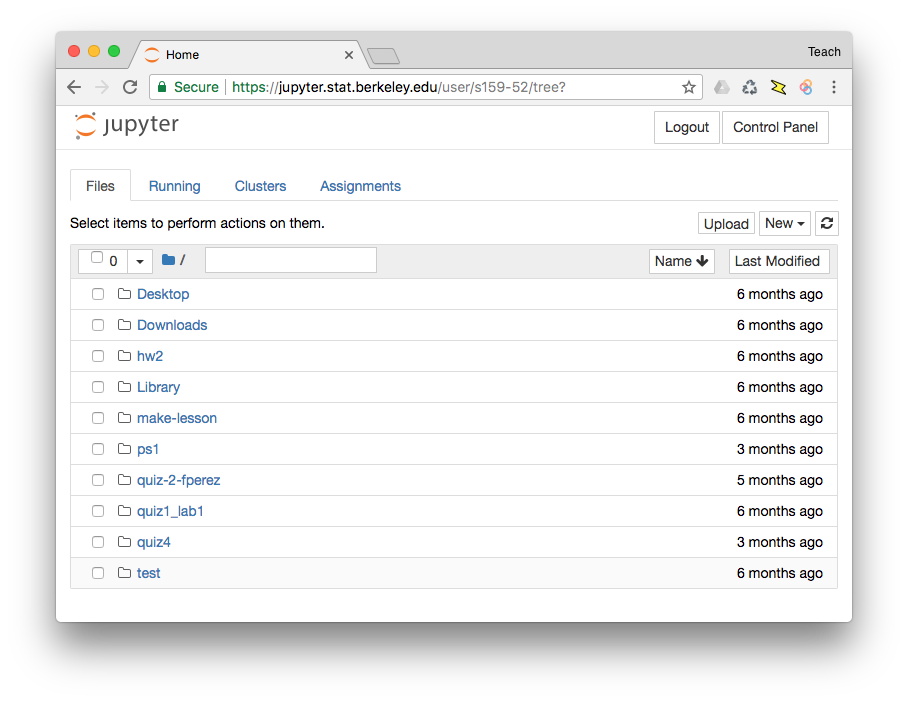 Home
Teach
Secure https://jupyter.stat.berkeley.edu/user/s159-52/tree?
jupyter
Logout Control Panel
Files Running Clusters Assignments
Select items to perform actions on them.
Upload New
0 / Name Last Modified
Desktop 6 months ago
Downloads 6 months ago
hw2 6 months ago
Library 6 months ago
make-lesson 6 months ago
ps1 3 months ago
quiz-2-fperez 5 months ago
quiz1_lab1 6 months ago
quiz4 3 months ago
test 6 months ago